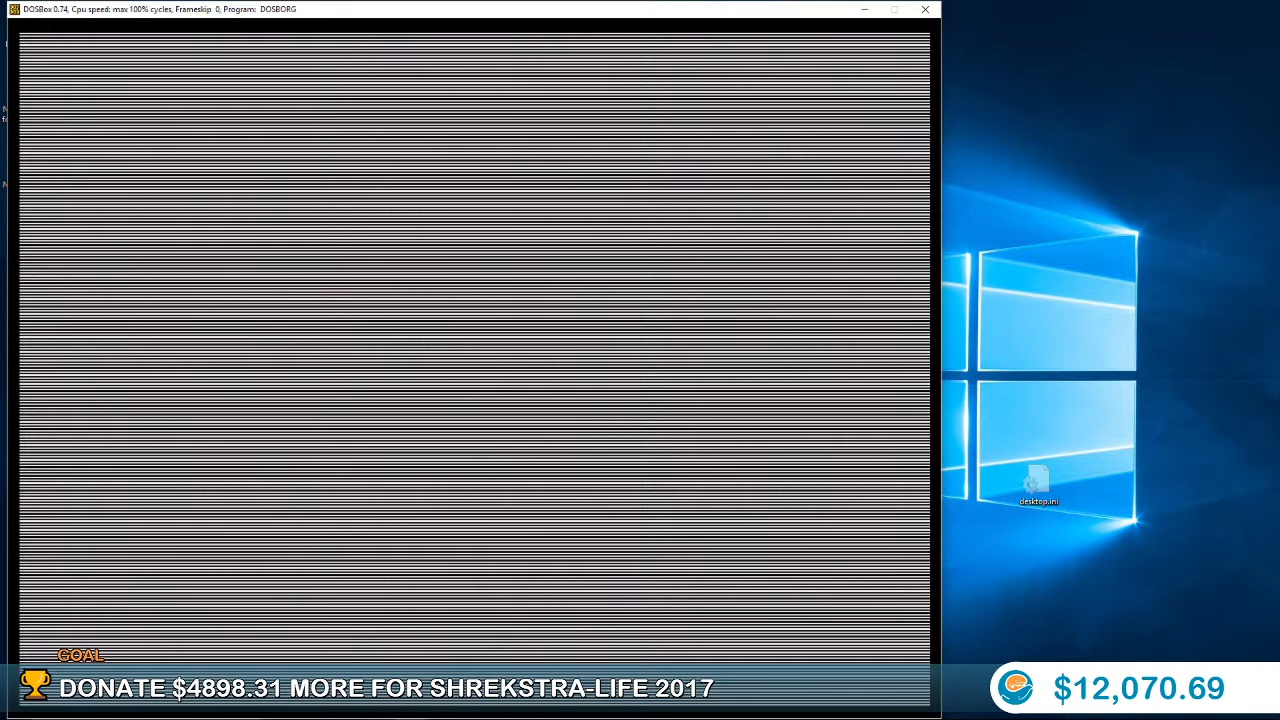 DOSBox 0.74, Cpu speed: max 100% cycles, Frameskip 0, Program: DOSBORG
desktop.ini
GOAL
DONATE $4898.31 MORE FOR SHREKSTRA-LIFE 2017
$12,070.69